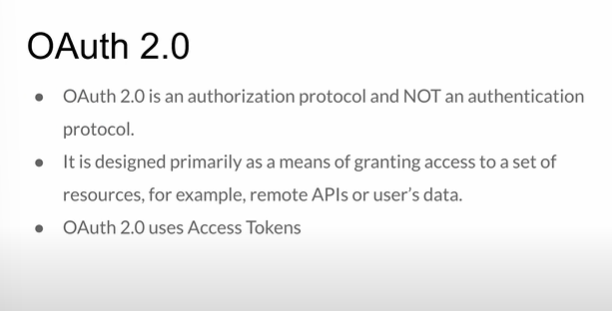 OAuth 2.0
● OAuth 2.0 is an authorization protocol and NOT an authentication
protocol.
● It is designed primarily as a means of granting access to a set of
resources, for example, remote APIs or user's data.
● OAuth 2.0 uses Access Tokens